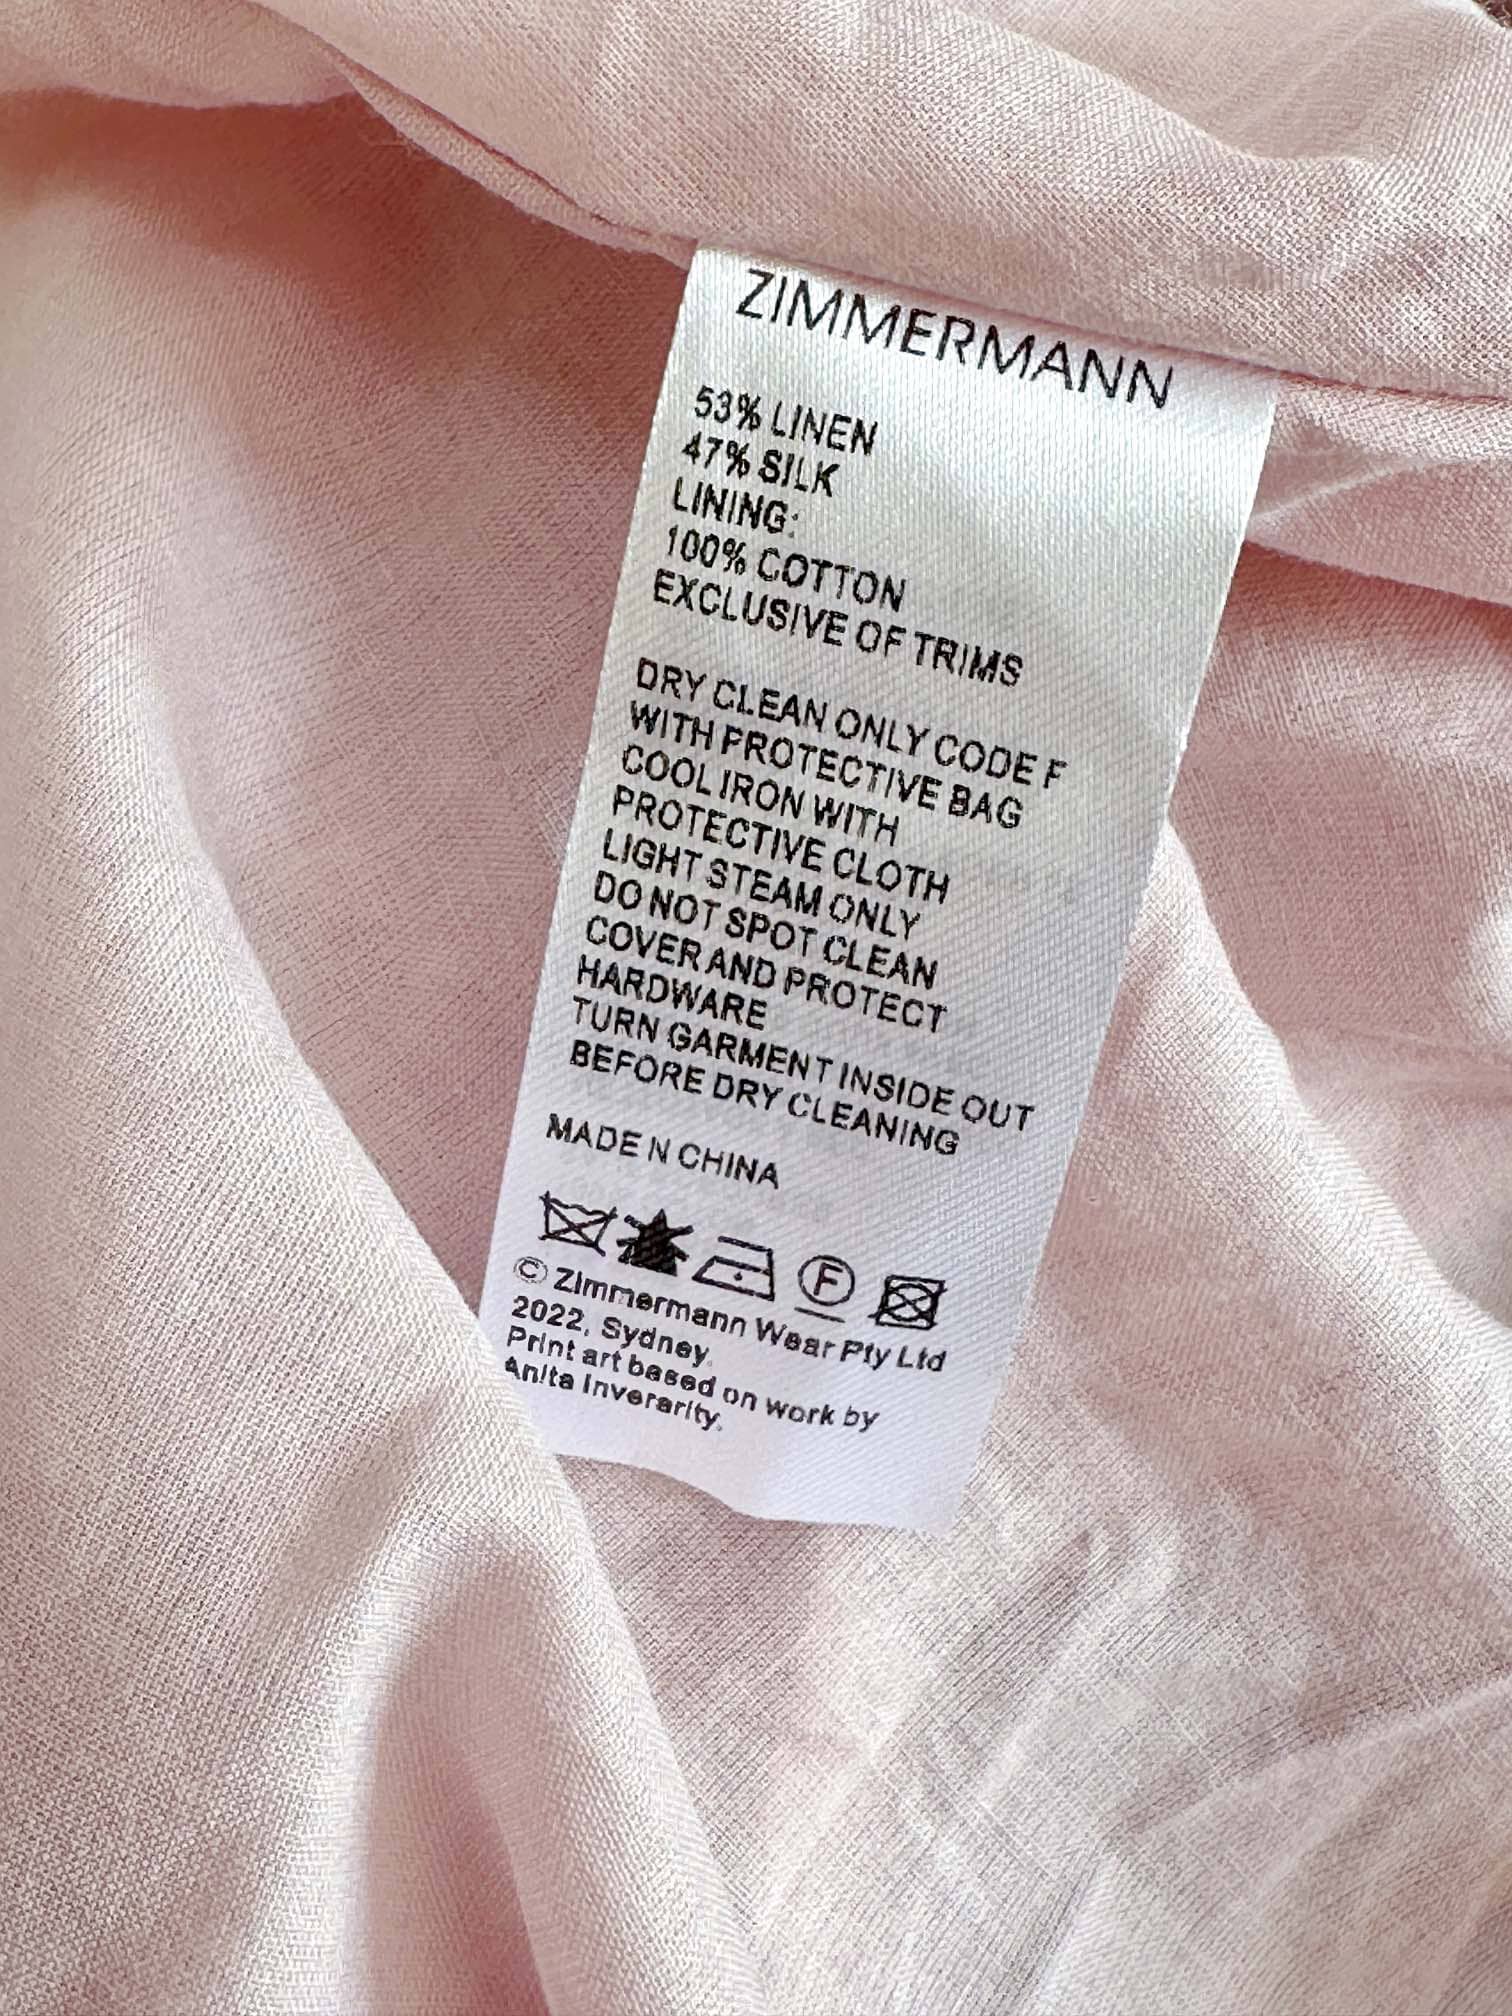 ZIMMERMANN
53% LINEN
47% SILK
LINING:
100% COTTON
EXCLUSIVE OF TRIMS
DRY CLEAN ONLY CODE F
WITH PROTECTIVE BAG
COOL IRON WITH
PROTECTIVE CLOTH
LIGHT STEAM ONLY
DO NOT SPOT CLEAN
COVER AND PROTECT
HARDWARE
TURN GARMENT INSIDE OUT
BEFORE DRY CLEANING
MADE N CHINA
F
© Zimmermann Wear Pty Ltd
2022, Sydney.
Print art based on work by
Anita Inverarity.